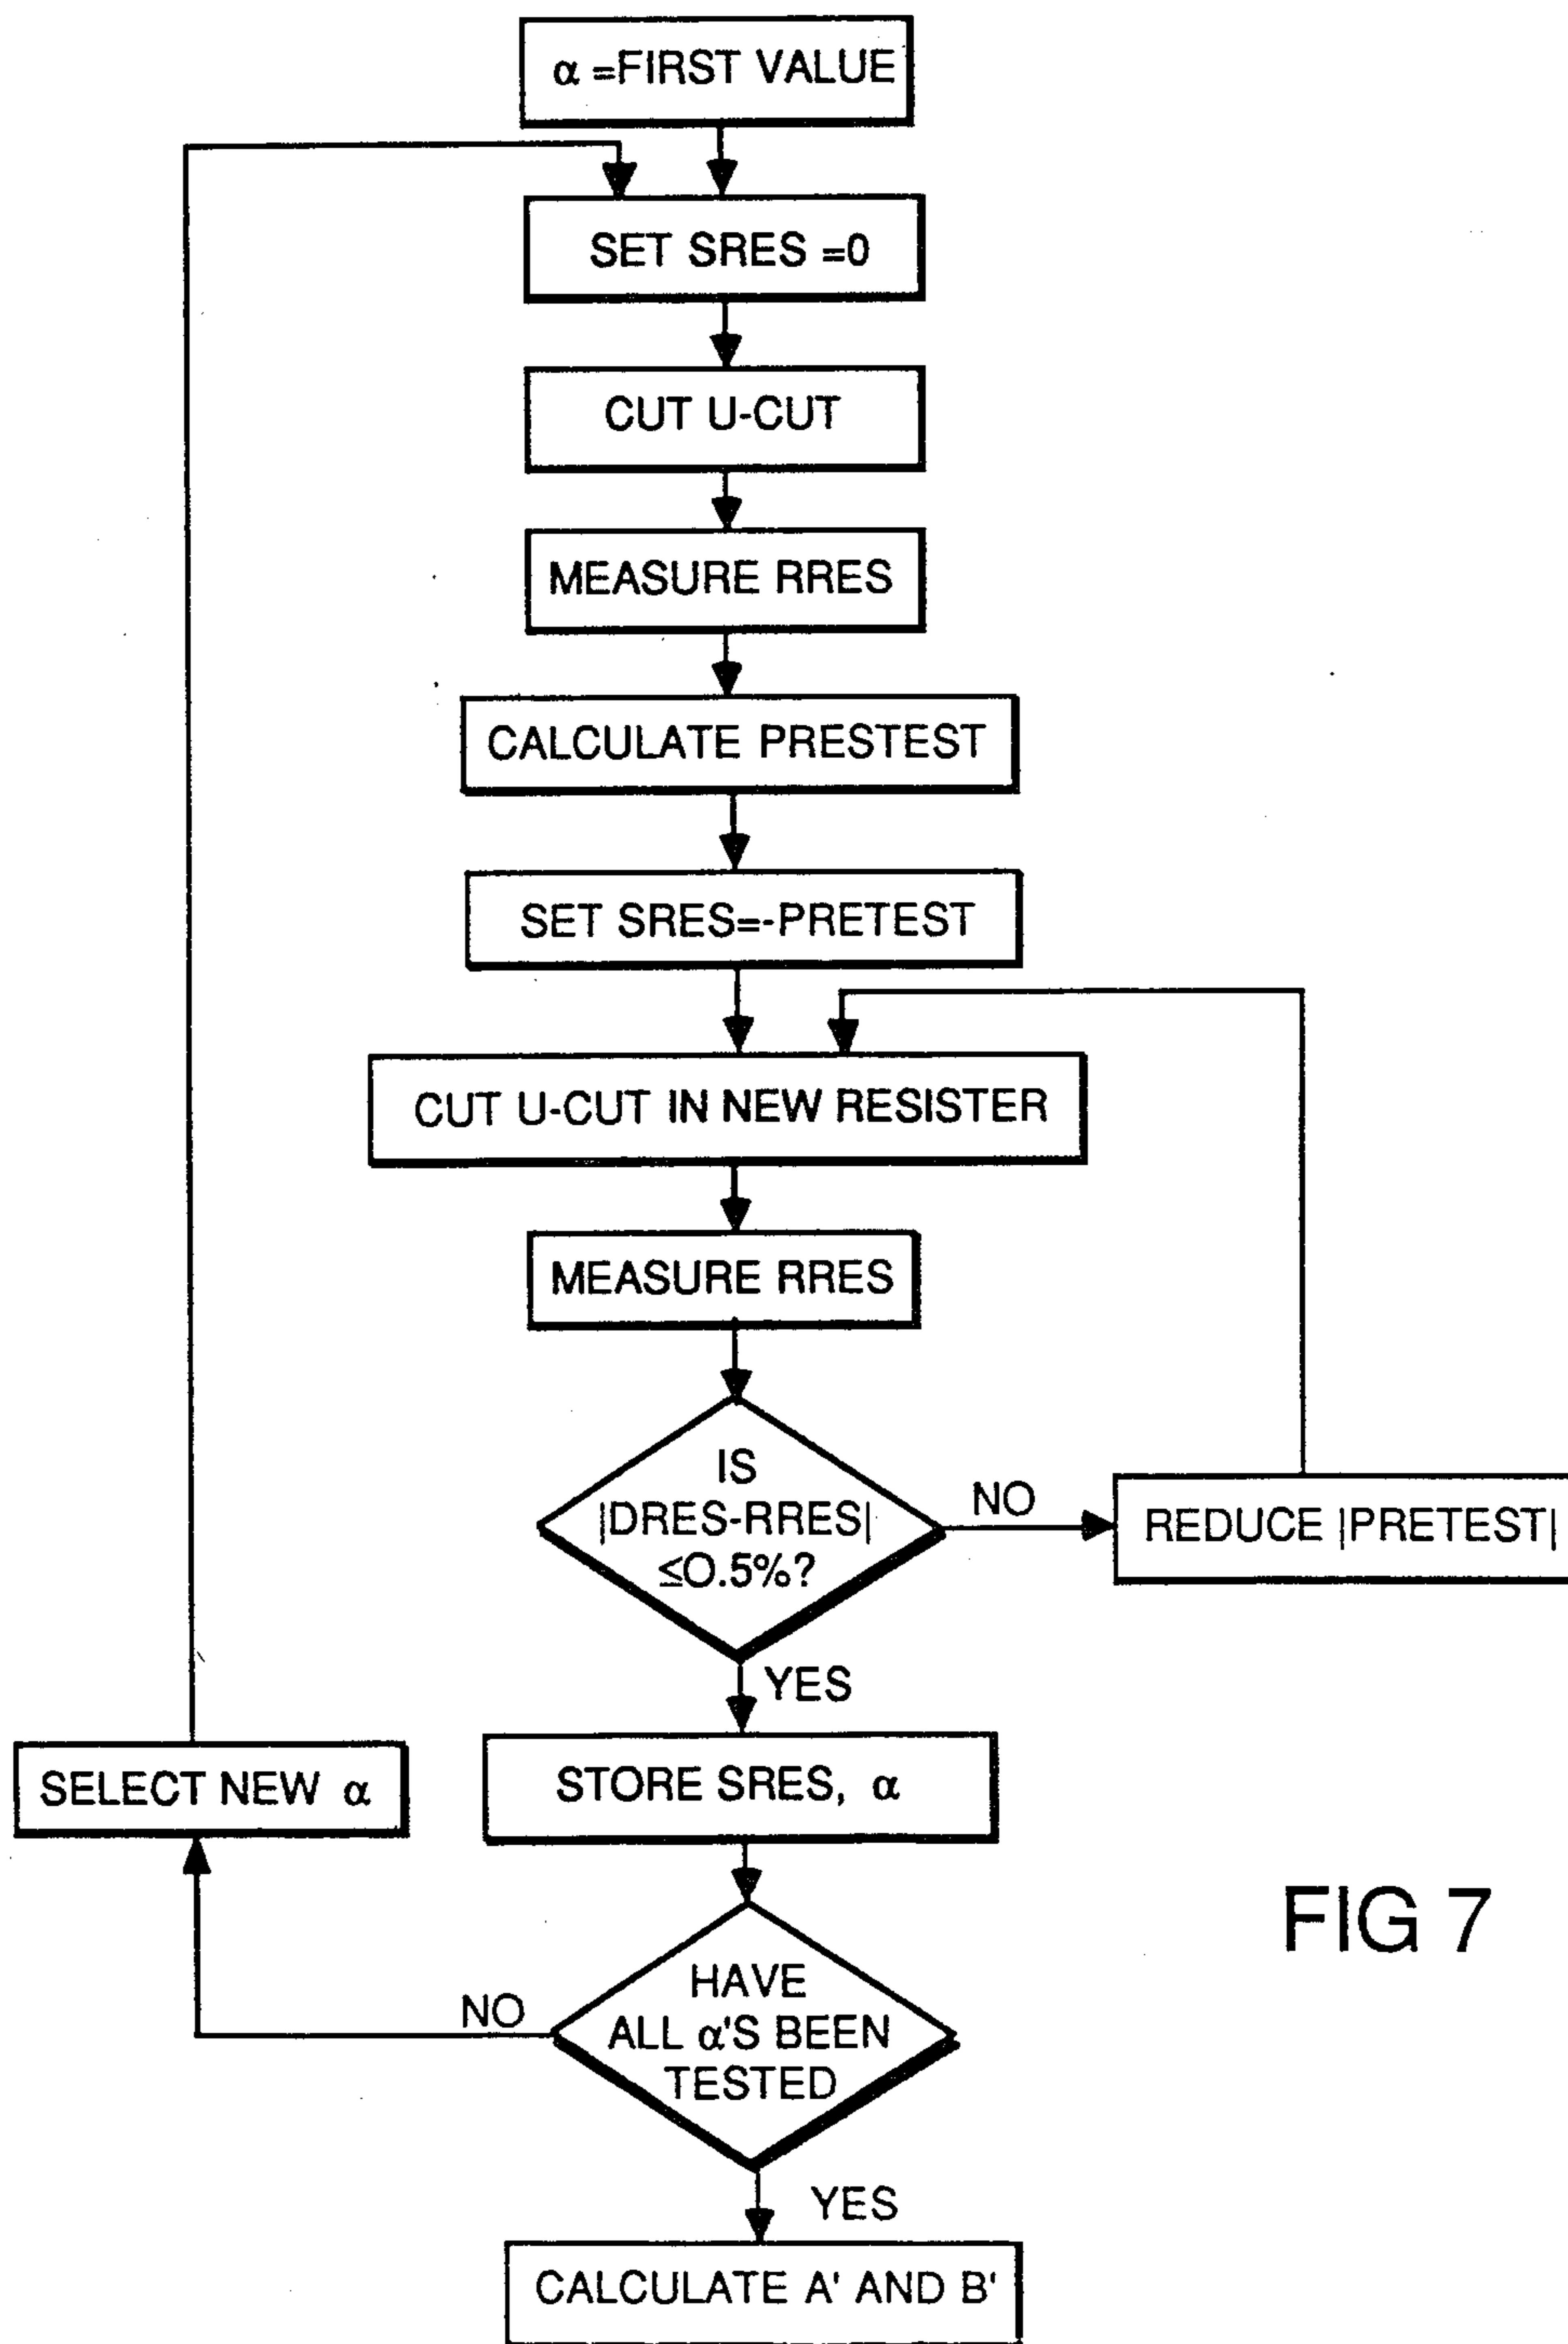 α =FIRST VALUE
SET SRES =0
CUT U-CUT
MEASURE RRES
CALCULATE PRESTEST
SET SRES=-PRETEST
CUT U-CUT IN NEW RESISTER
MEASURE RRES
IS
|DRES-RRES|
≤0.5%?
NO
REDUCE |PRETEST|
YES
SELECT NEW α
STORE SRES, α
HAVE
ALL α'S BEEN
TESTED
NO
YES
CALCULATE A' AND B'
FIG 7